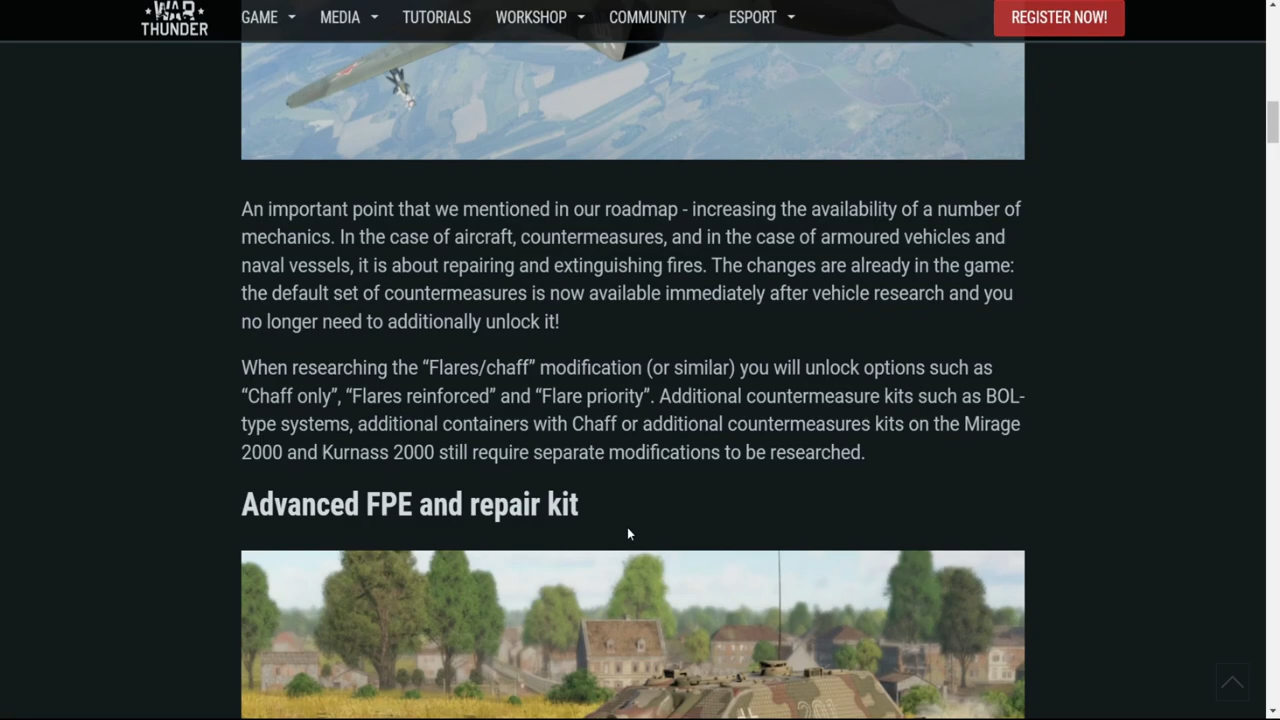 WAR
THUNDER
GAME MEDIA TUTORIALS WORKSHOP COMMUNITY ESPORT REGISTER NOW!
An important point that we mentioned in our roadmap - increasing the availability of a number of
mechanics. In the case of aircraft, countermeasures, and in the case of armoured vehicles and
naval vessels, it is about repairing and extinguishing fires. The changes are already in the game:
the default set of countermeasures is now available immediately after vehicle research and you
no longer need to additionally unlock it!
When researching the “Flares/chaff” modification (or similar) you will unlock options such as
“Chaff only”, “Flares reinforced” and “Flare priority”. Additional countermeasure kits such as BOL-
type systems, additional containers with Chaff or additional countermeasures kits on the Mirage
2000 and Kurnass 2000 still require separate modifications to be researched.
Advanced FPE and repair kit
201